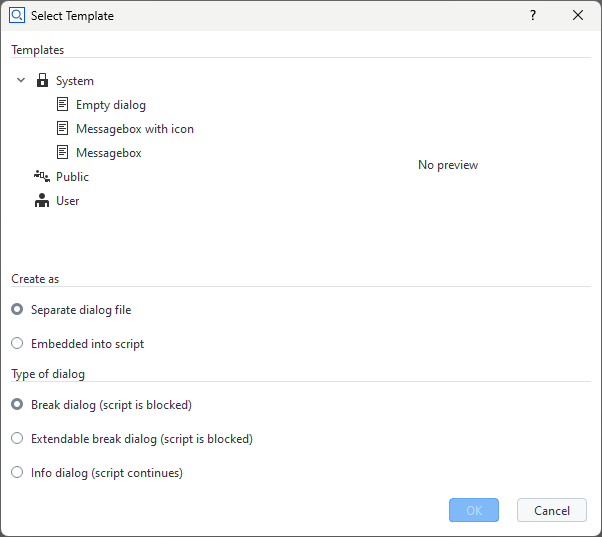 Select Template
?
Templates
System
Empty dialog
Messagebox with icon
Messagebox
No preview
Public
User
Create as
Separate dialog file
Embedded into script
Type of dialog
Break dialog (script is blocked)
Extendable break dialog (script is blocked)
Info dialog (script continues)
OK Cancel